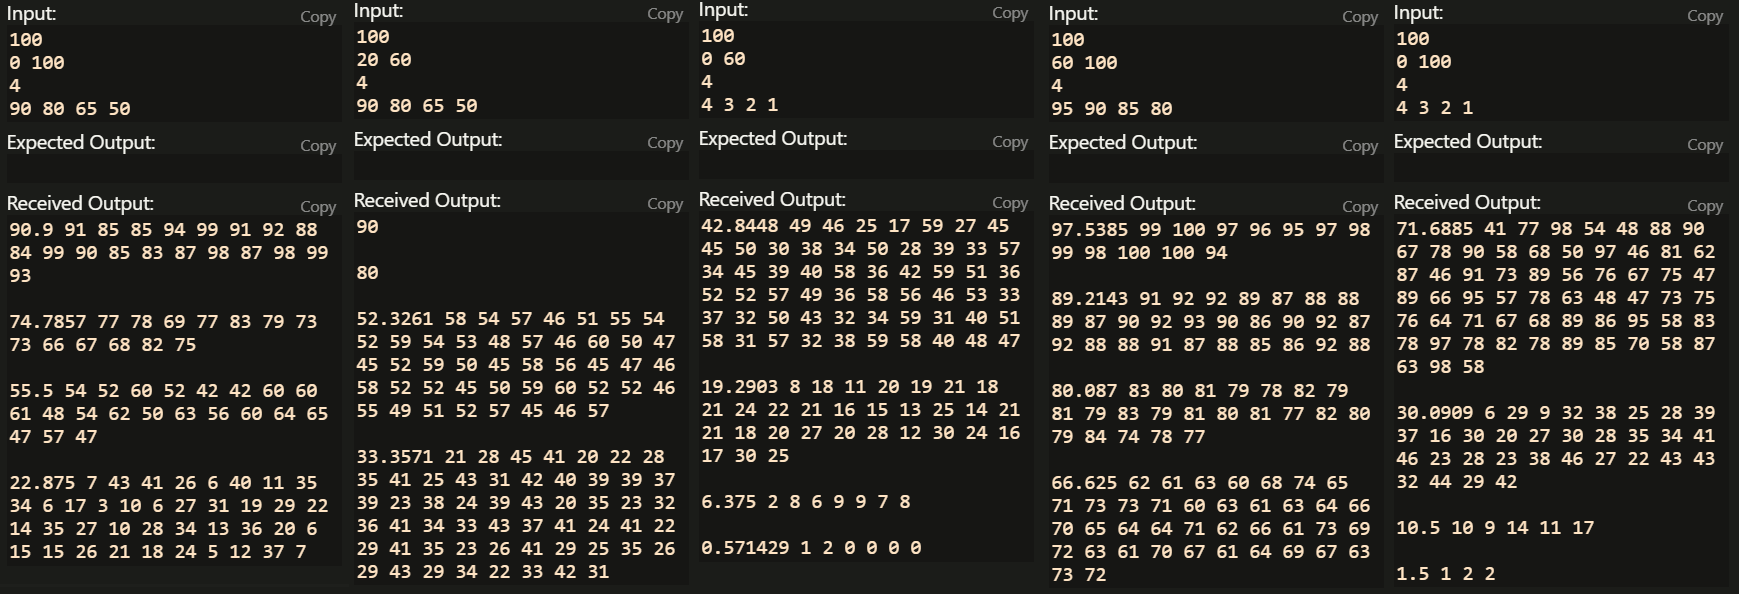 Input:
Copy
100
0 100
4
90 80 65 50
Expected Output:
Copy
Received Output:
Copy
90.9 91 85 85 94 99 91 92 88
84 99 90 85 83 87 98 87 98 99
93
74.7857 77 78 69 77 83 79 73
73 66 67 68 82 75
55.5 54 52 60 52 42 42 60 60
61 48 54 62 50 63 56 60 64 65
47 57 47
22.875 7 43 41 26 6 40 11 35
34 6 17 3 10 6 27 31 19 29 22
14 35 27 10 28 34 13 36 20 6
15 15 26 21 18 24 5 12 37 7
Input:
Copy
100
20 60
4
90 80 65 50
Expected Output:
Copy
Received Output:
Copy
90
80
52.3261 58 54 57 46 51 55 54
52 59 54 53 48 57 46 60 50 47
45 52 59 50 45 58 56 45 47 46
58 52 52 45 50 59 60 52 52 46
55 49 51 52 57 45 46 57
33.3571 21 28 45 41 20 22 28
35 41 25 43 31 42 40 39 39 37
39 23 38 24 39 43 20 35 23 32
36 41 34 33 43 37 41 24 41 22
29 41 35 23 26 41 29 25 35 26
29 43 29 34 22 33 42 31
Input:
Copy
100
0 60
4
4 3 2 1
Expected Output:
Copy
Received Output:
Copy
42.8448 49 46 25 17 59 27 45
45 50 30 38 34 50 28 39 33 57
34 45 39 40 58 36 42 59 51 36
52 52 57 49 36 58 56 46 53 33
37 32 50 43 32 34 59 31 40 51
58 31 57 32 38 59 58 40 48 47
19.2903 8 18 11 20 19 21 18
21 24 22 21 16 15 13 25 14 21
21 18 20 27 20 28 12 30 24 16
17 30 25
6.375 2 8 6 9 9 7 8
0.571429 1 2 0 0 0 0
Input:
Copy
100
60 100
4
95 90 85 80
Expected Output:
Copy
Received Output:
Copy
97.5385 99 100 97 96 95 97 98
99 98 100 100 94
89.2143 91 92 92 89 87 88 88
89 87 90 92 93 90 86 90 92 87
92 88 88 91 87 88 85 86 92 88
80.087 83 80 81 79 78 82 79
81 79 83 79 81 80 81 77 82 80
79 84 74 78 77
66.625 62 61 63 60 68 74 65
71 73 73 71 60 63 61 63 64 66
70 65 64 64 71 62 66 61 73 69
72 63 61 70 67 61 64 69 67 63
73 72
Input:
Copy
100
0 100
4
4 3 2 1
Expected Output:
Copy
Received Output:
Copy
71.6885 41 77 98 54 48 88 90
67 78 90 58 68 50 97 46 81 62
87 46 91 73 89 56 76 67 75 47
89 66 95 57 78 63 48 47 73 75
76 64 71 67 68 89 86 95 58 83
78 97 78 82 78 89 85 70 58 87
63 98 58
30.0909 6 29 9 32 38 25 28 39
37 16 30 20 27 30 28 35 34 41
46 23 28 23 38 46 27 22 43 43
32 44 29 42
10.5 10 9 14 11 17
1.5 1 2 2